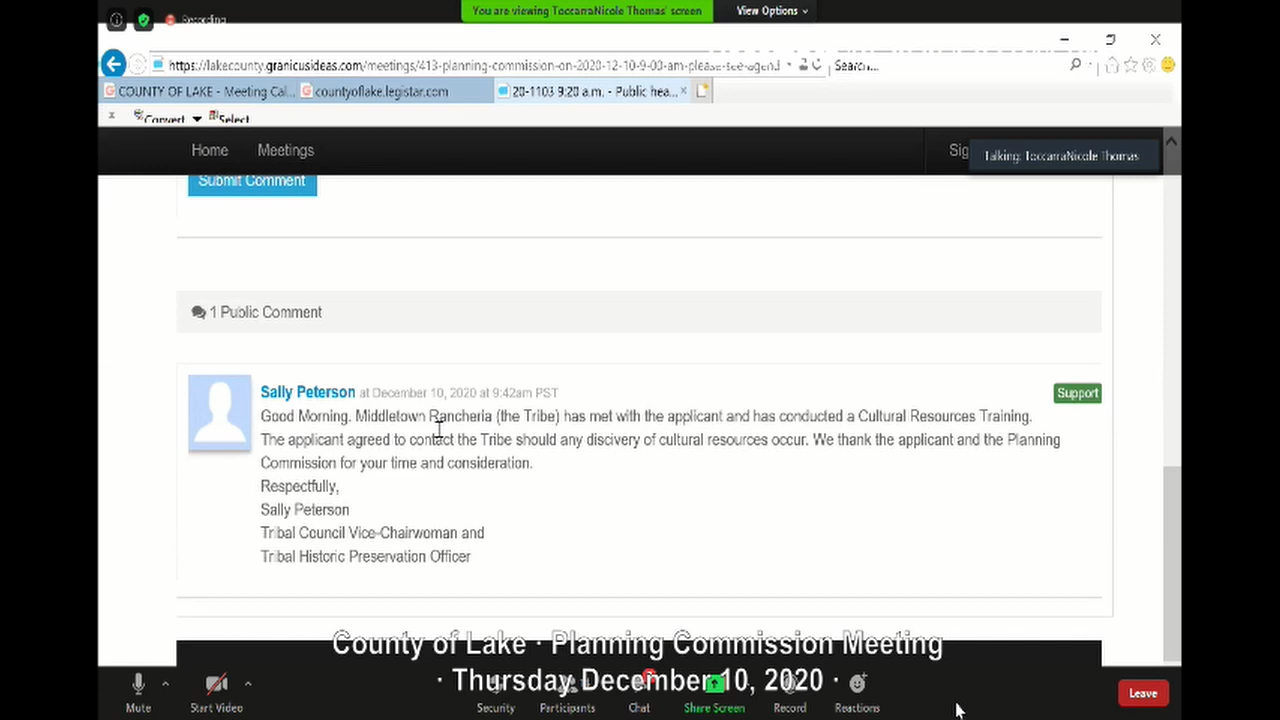 Recording
You are viewing ToccarraNicole Thomas' screen
View Options
https://lakecounty.granicusideas.com/meetings/413-planning-commission-on-2020-12-10-9-00-am-please-see-agend
Search...
COUNTY OF LAKE - Meeting Cal...
countyoflake.legistar.com
20-1103 9:20 a.m. - Public hea...
x Convert Select
Home Meetings
Sig
Talking: ToccarraNicole Thomas
Submit Comment
1 Public Comment
Sally Peterson at December 10, 2020 at 9:42am PST
Support
Good Morning. Middletown Rancheria (the Tribe) has met with the applicant and has conducted a Cultural Resources Training.
The applicant agreed to contact the Tribe should any discivery of cultural resources occur. We thank the applicant and the Planning
Commission for your time and consideration.
Respectfully,
Sally Peterson
Tribal Council Vice-Chairwoman and
Tribal Historic Preservation Officer
County of Lake · Planning Commission Meeting
· Thursday December 10, 2020 ·
Mute Start Video Security Participants Chat Share Screen Record Reactions Leave